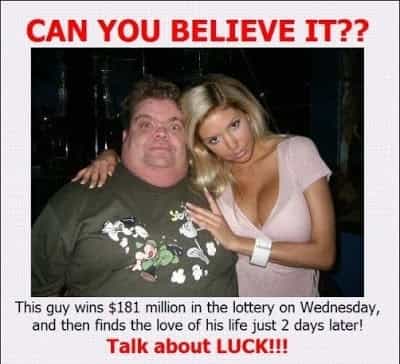 CAN YOU BELIEVE IT??
This guy wins $181 million in the lottery on Wednesday,
and then finds the love of his life just 2 days later!
Talk about LUCK!!!